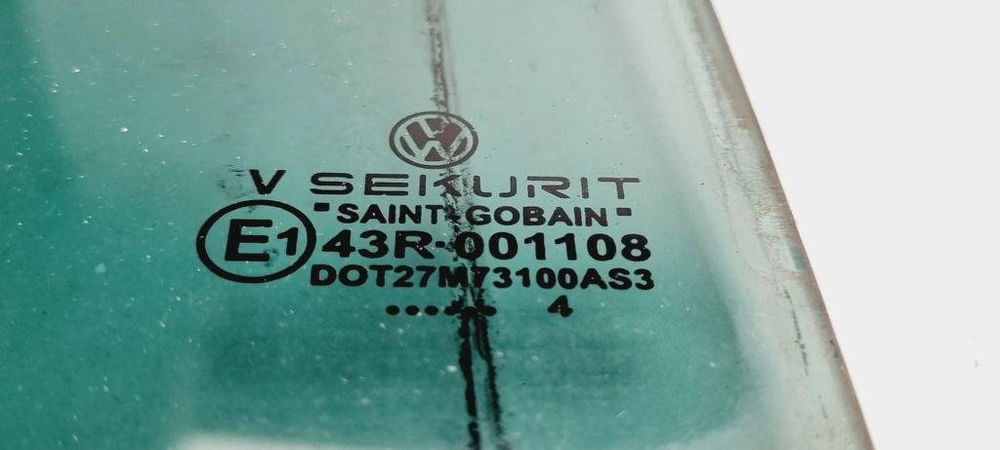 V SEKURIT
"SAINT-GOBAIN"
E1 43R-001108
DOT27M73100AS3
...... 4